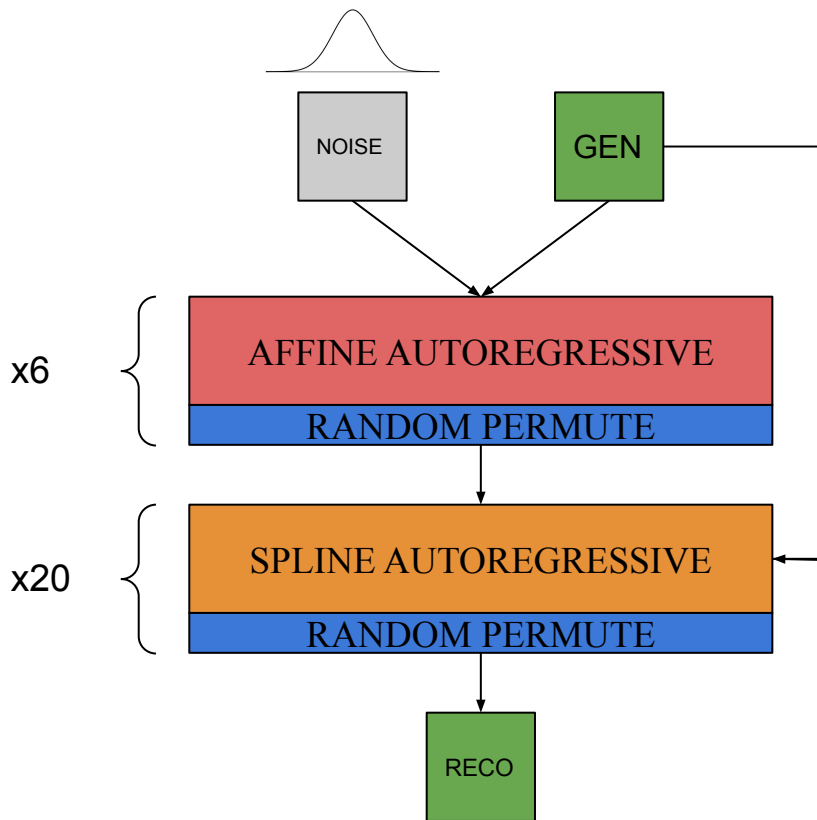 NOISE
GEN
x6
AFFINE AUTOREGRESSIVE
RANDOM PERMUTE
x20
SPLINE AUTOREGRESSIVE
RANDOM PERMUTE
RECO